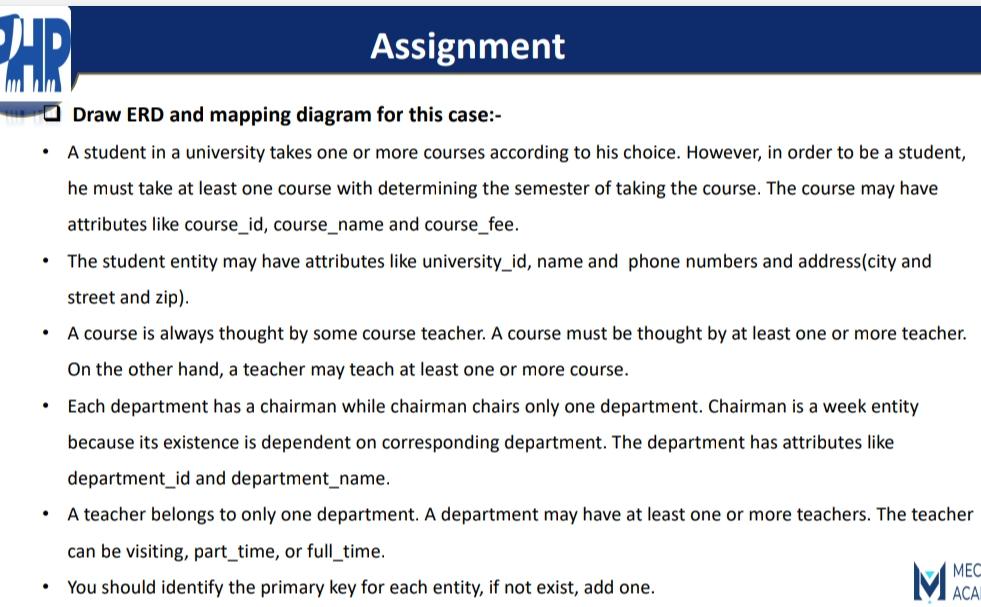 PHP
Assignment
Draw ERD and mapping diagram for this case:-
• A student in a university takes one or more courses according to his choice. However, in order to be a student,
he must take at least one course with determining the semester of taking the course. The course may have
attributes like course_id, course_name and course_fee.
• The student entity may have attributes like university_id, name and phone numbers and address(city and
street and zip).
• A course is always thought by some course teacher. A course must be thought by at least one or more teacher.
On the other hand, a teacher may teach at least one or more course.
• Each department has a chairman while chairman chairs only one department. Chairman is a week entity
because its existence is dependent on corresponding department. The department has attributes like
department_id and department_name.
• A teacher belongs to only one department. A department may have at least one or more teachers. The teacher
can be visiting, part_time, or full_time.
• You should identify the primary key for each entity, if not exist, add one.
MEC
ACA